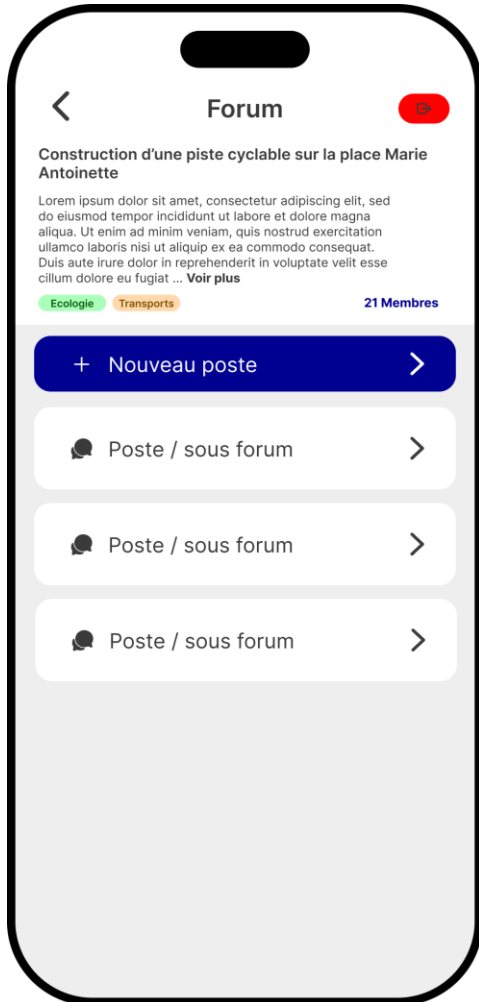 Forum
Construction d’une piste cyclable sur la place Marie
Antoinette
Lorem ipsum dolor sit amet, consectetur adipiscing elit, sed
do eiusmod tempor incididunt ut labore et dolore magna
aliqua. Ut enim ad minim veniam, quis nostrud exercitation
ullamco laboris nisi ut aliquip ex ea commodo consequat.
Duis aute irure dolor in reprehenderit in voluptate velit esse
cillum dolore eu fugiat ... Voir plus
Ecologie Transports 21 Membres
+ Nouveau poste
Poste / sous forum
Poste / sous forum
Poste / sous forum